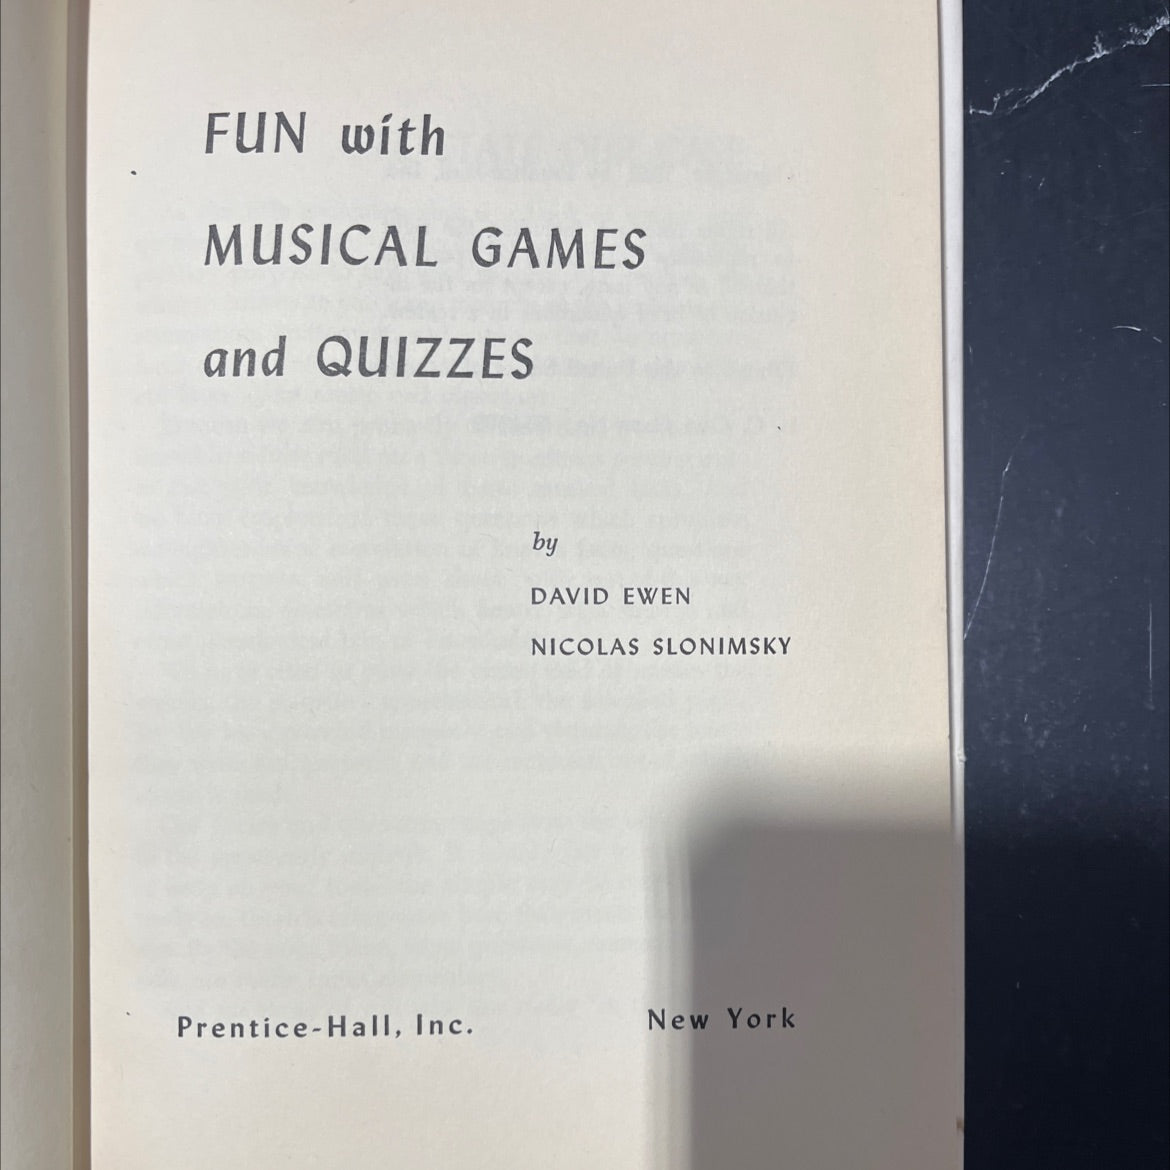 FUN with
MUSICAL GAMES
and QUIZZES
by
DAVID EWEN
NICOLAS SLONIMSKY
Prentice-Hall, Inc. New York